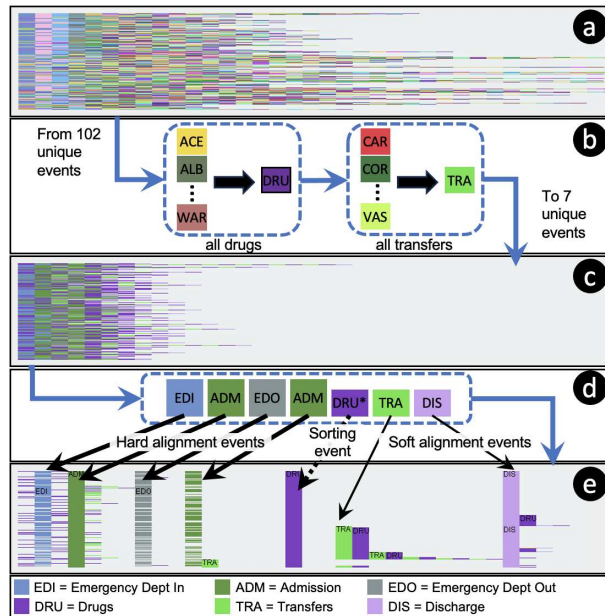 a
From 102
unique
events
ACE
ALB
WAR
DRU
all drugs
CAR
COR
VAS
TRA
all transfers
b
To 7
unique
events
c
EDI ADM EDO ADM DRU* TRA DIS
d
Hard alignment events
Sorting
event
Soft alignment events
e
ADM
DRU
DIS
EDI
EDO
DRU
TRA DRU
DIS
TRA
TRA DRU
EDI = Emergency Dept In
ADM = Admission
EDO = Emergency Dept Out
DRU = Drugs
TRA = Transfers
DIS = Discharge